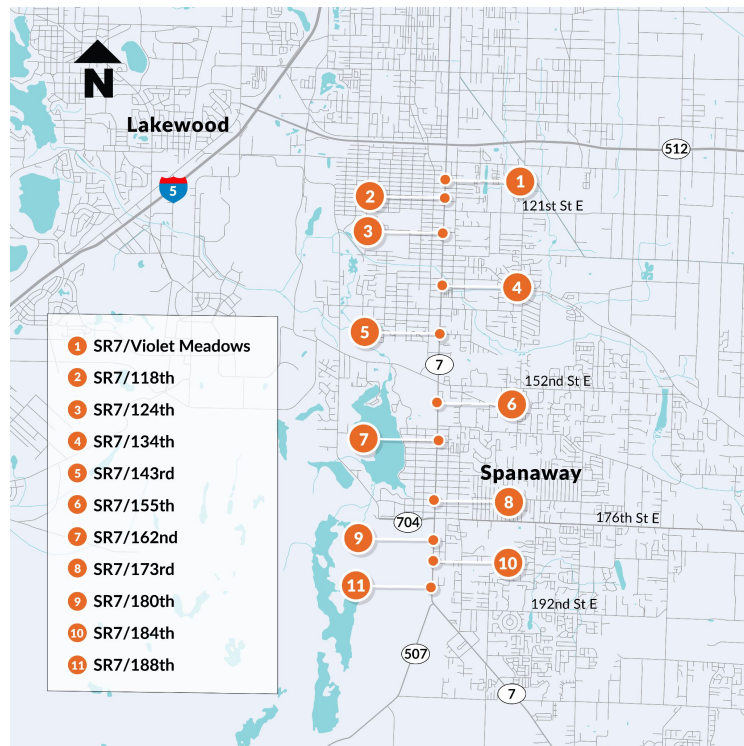 N
Lakewood
512
5
1
2
121st St E
3
4
5
7
152nd St E
6
7
Spanaway
8
176th St E
704
9
10
11
192nd St E
507
7
1 SR7/Violet Meadows
2 SR7/118th
3 SR7/124th
4 SR7/134th
5 SR7/143rd
6 SR7/155th
7 SR7/162nd
8 SR7/173rd
9 SR7/180th
10 SR7/184th
11 SR7/188th